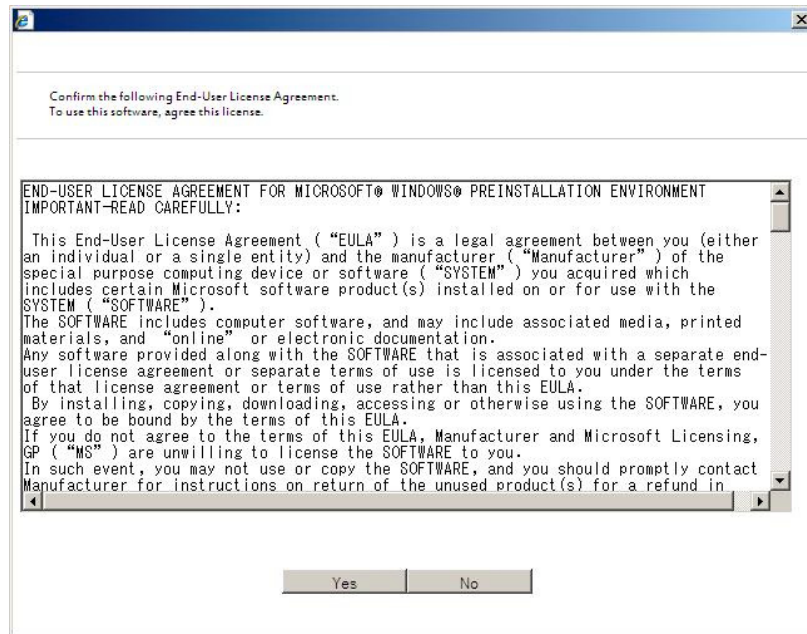 Confirm the following End-User License Agreement.
To use this software, agree this license.
END-USER LICENSE AGREEMENT FOR MICROSOFT® WINDOWS® PREINSTALLATION ENVIRONMENT
IMPORTANT-READ CAREFULLY:
This End-User License Agreement ( “EULA” ) is a legal agreement between you (either
an individual or a single entity) and the manufacturer ( “Manufacturer” ) of the
special purpose computing device or software ( “SYSTEM” ) you acquired which
includes certain Microsoft software product(s) installed on or for use with the
SYSTEM ( “SOFTWARE” ).
The SOFTWARE includes computer software, and may include associated media, printed
materials, and “online” or electronic documentation.
Any software provided along with the SOFTWARE that is associated with a separate end-
user license agreement or separate terms of use is licensed to you under the terms
of that license agreement or terms of use rather than this EULA.
By installing, copying, downloading, accessing or otherwise using the SOFTWARE, you
agree to be bound by the terms of this EULA.
If you do not agree to the terms of this EULA, Manufacturer and Microsoft Licensing,
GP ( “MS” ) are unwilling to license the SOFTWARE to you.
In such event, you may not use or copy the SOFTWARE, and you should promptly contact
Manufacturer for instructions on return of the unused product(s) for a refund in
Yes No